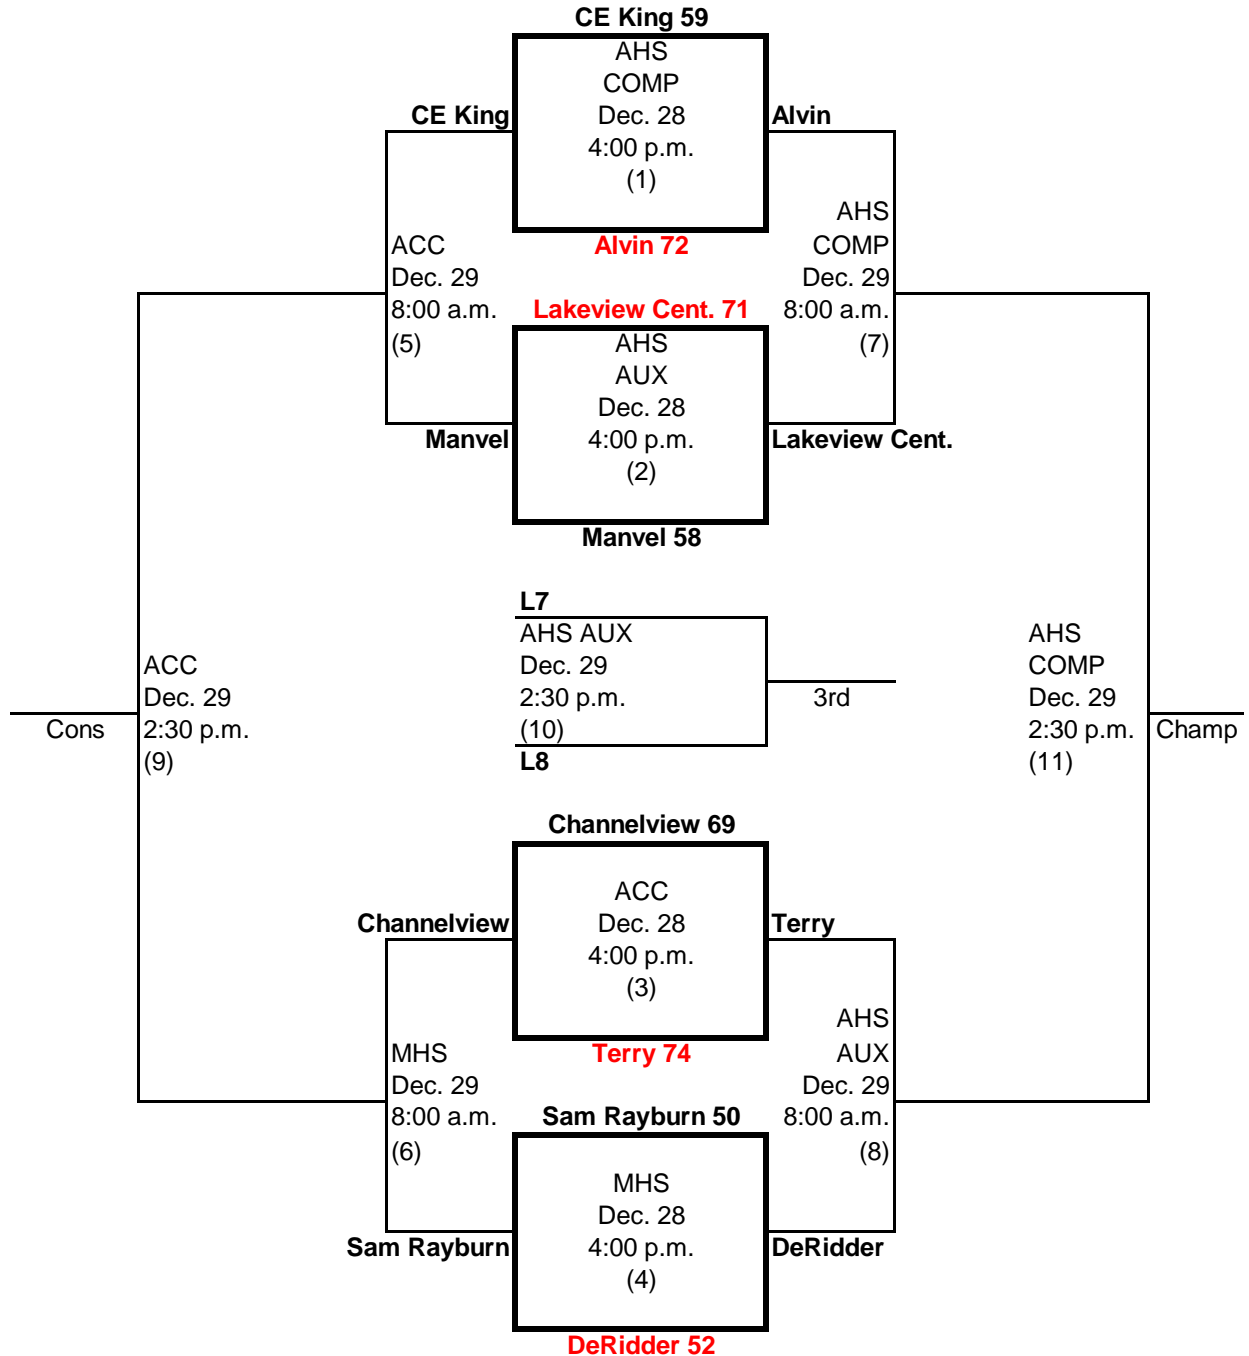 CE King 59
AHS
COMP
Dec. 28
4:00 p.m.
(1)
CE King
Alvin
Alvin 72
ACC
Dec. 29
8:00 a.m.
(5)
AHS
COMP
Dec. 29
8:00 a.m.
(7)
Lakeview Cent. 71
AHS
AUX
Dec. 28
4:00 p.m.
(2)
Manvel
Lakeview Cent.
Manvel 58
L7
AHS AUX
Dec. 29
2:30 p.m.
(10)
L8
3rd
ACC
Dec. 29
2:30 p.m.
(9)
Cons
AHS
COMP
Dec. 29
2:30 p.m.
(11)
Champ
Channelview 69
ACC
Dec. 28
4:00 p.m.
(3)
Channelview
Terry
Terry 74
MHS
Dec. 29
8:00 a.m.
(6)
AHS
AUX
Dec. 29
8:00 a.m.
(8)
Sam Rayburn 50
MHS
Dec. 28
4:00 p.m.
(4)
Sam Rayburn
DeRidder
DeRidder 52